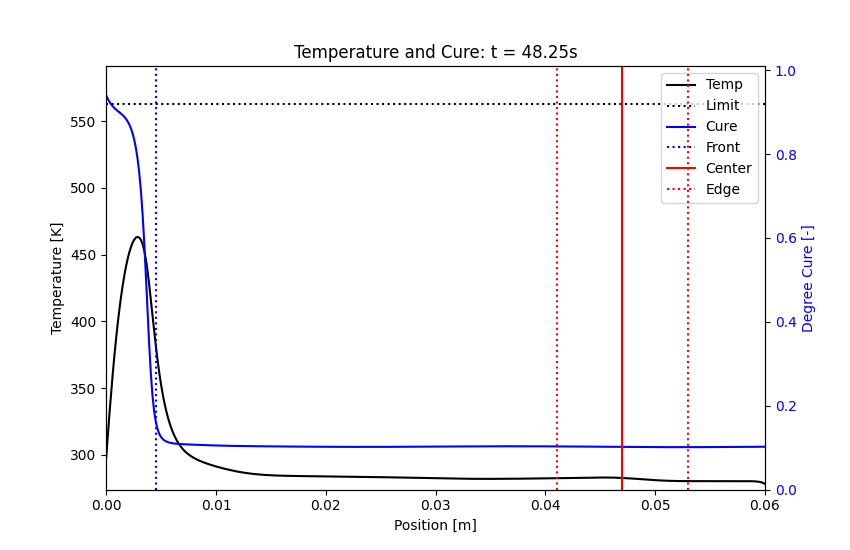 Temperature and Cure: t = 48.25s
Temperature [K]
550
500
450
400
350
300
Temp
Limit
Cure
Front
Center
Edge
1.0
0.8
0.6
0.4
0.2
0.0
Degree Cure [-]
0.00
0.01
0.02
0.03
0.04
0.05
0.06
Position [m]